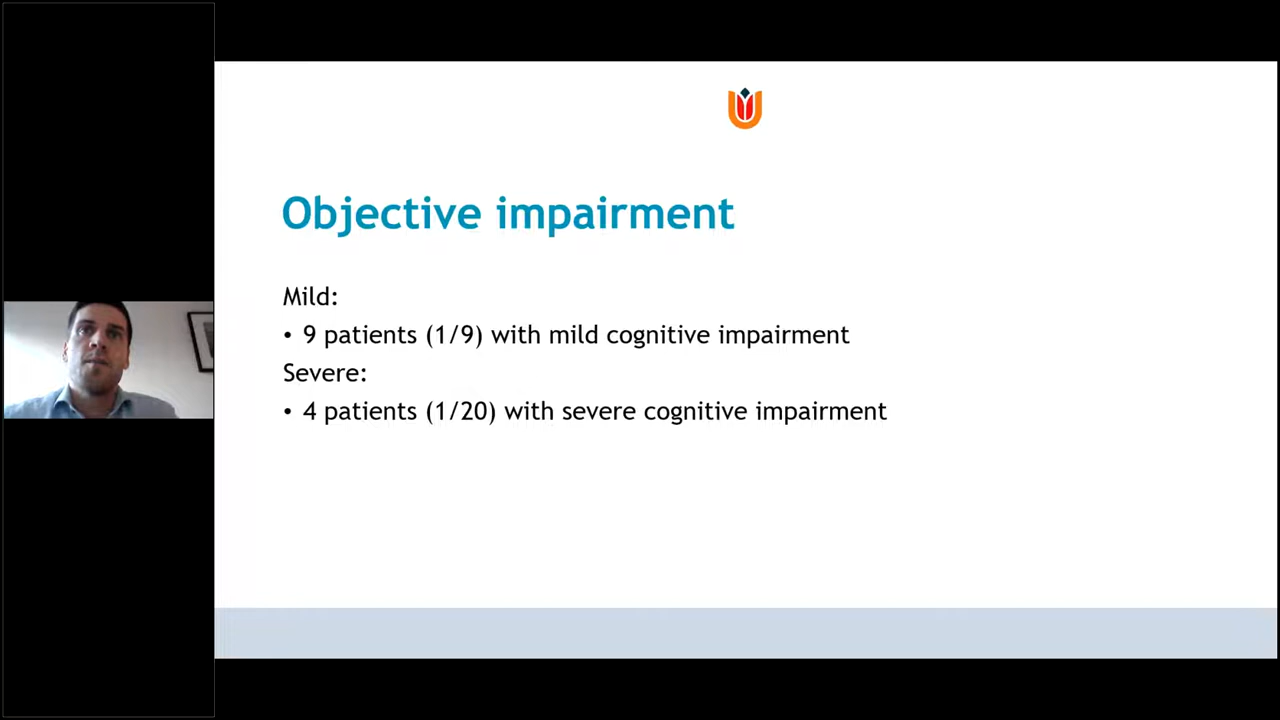 Objective impairment
Mild:
• 9 patients (1/9) with mild cognitive impairment
Severe:
• 4 patients (1/20) with severe cognitive impairment